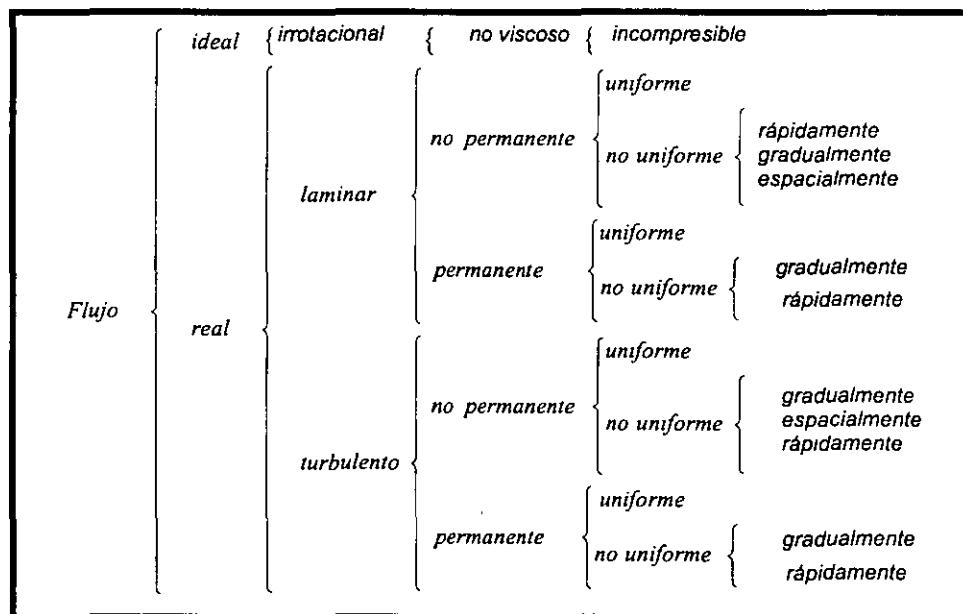 ideal { irrotacional { no viscoso { incompresible
uniforme
no permanente
rápidamente
no uniforme
gradualmente
espacialmente
laminar
uniforme
permanente
gradualmente
no uniforme
rápidamente
Flujo
real
uniforme
no permanente
gradualmente
no uniforme
espacialmente
rápidamente
turbulento
uniforme
permanente
gradualmente
no uniforme
rápidamente